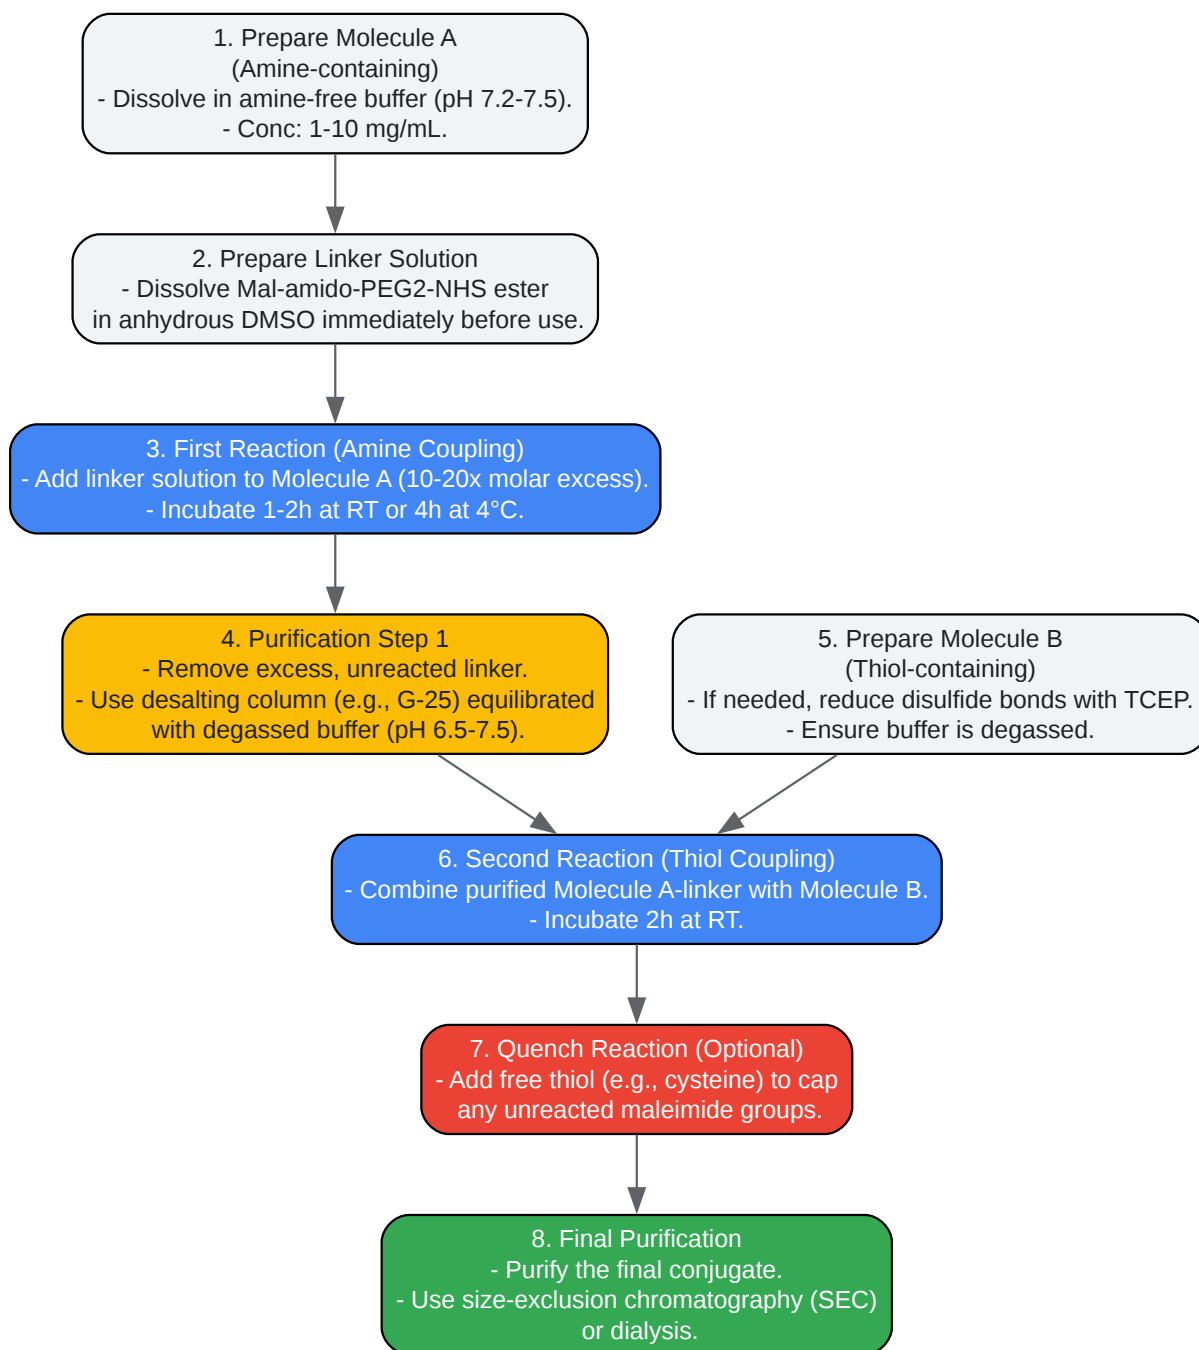 1. Prepare Molecule A
(Amine-containing)
- Dissolve in amine-free buffer (pH 7.2-7.5).
- Conc: 1-10 mg/mL.
2. Prepare Linker Solution
- Dissolve Mal-amido-PEG2-NHS ester
in anhydrous DMSO immediately before use.
3. First Reaction (Amine Coupling)
- Add linker solution to Molecule A (10-20x molar excess).
- Incubate 1-2h at RT or 4h at 4°C.
4. Purification Step 1
- Remove excess, unreacted linker.
- Use desalting column (e.g., G-25) equilibrated
with degassed buffer (pH 6.5-7.5).
5. Prepare Molecule B
(Thiol-containing)
- If needed, reduce disulfide bonds with TCEP.
- Ensure buffer is degassed.
6. Second Reaction (Thiol Coupling)
- Combine purified Molecule A-linker with Molecule B.
- Incubate 2h at RT.
7. Quench Reaction (Optional)
- Add free thiol (e.g., cysteine) to cap
any unreacted maleimide groups.
8. Final Purification
- Purify the final conjugate.
- Use size-exclusion chromatography (SEC)
or dialysis.